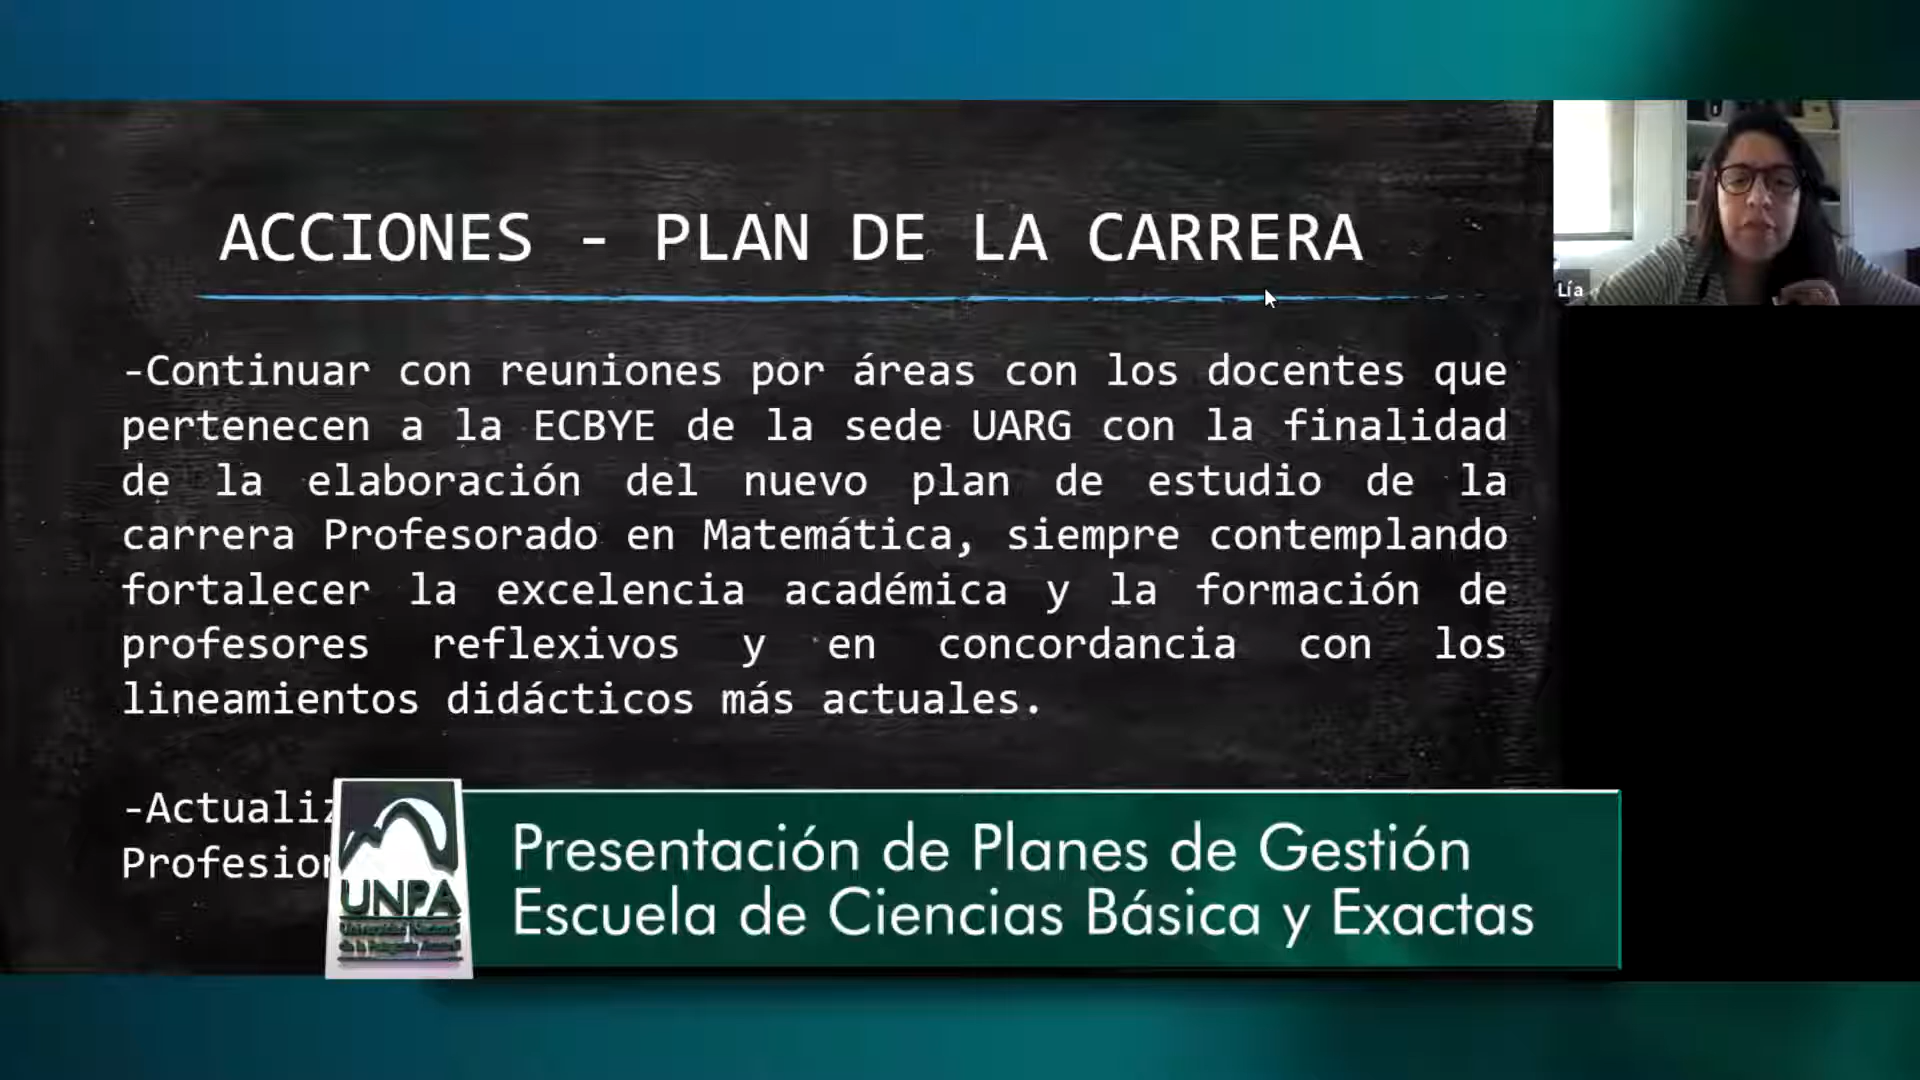 ACCIONES - PLAN DE LA CARRERA
Lía
-Continuar con reuniones por áreas con los docentes que
pertenecen a la ECBYE de la sede UARG con la finalidad
de la elaboración del nuevo plan de estudio de la
carrera Profesorado en Matemática, siempre contemplando
fortalecer la excelencia académica y la formación de
profesores reflexivos y en concordancia con los
lineamientos didácticos más actuales.
UNPA
Presentación de Planes de Gestión
Escuela de Ciencias Básica y Exactas